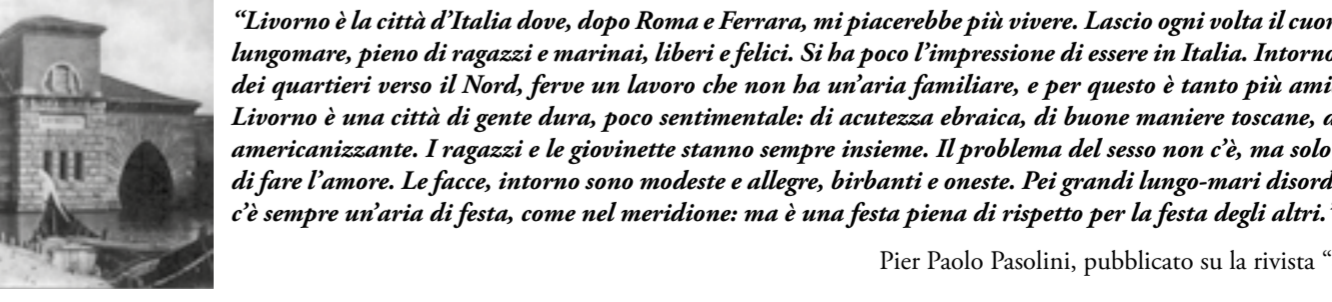 “Livorno è la città d’Italia dove, dopo Roma e Ferrara, mi piacerebbe più vivere. Lascio ogni volta il cuor
lungomare, pieno di ragazzi e marinai, liberi e felici. Si ha poco l’impressione di essere in Italia. Intorno
dei quartieri verso il Nord, ferve un lavoro che non ha un’aria familiare, e per questo è tanto più ami
Livorno è una città di gente dura, poco sentimentale: di acutezza ebraica, di buone maniere toscane,
americanizzante. I ragazzi e le giovinette stanno sempre insieme. Il problema del sesso non c’è, ma solo
di fare l’amore. Le facce, intorno sono modeste e allegre, birbanti e oneste. Pei grandi lungo-mari disord
c’è sempre un’aria di festa, come nel meridione: ma è una festa piena di rispetto per la festa degli altri.”
Pier Paolo Pasolini, pubblicato su la rivista “